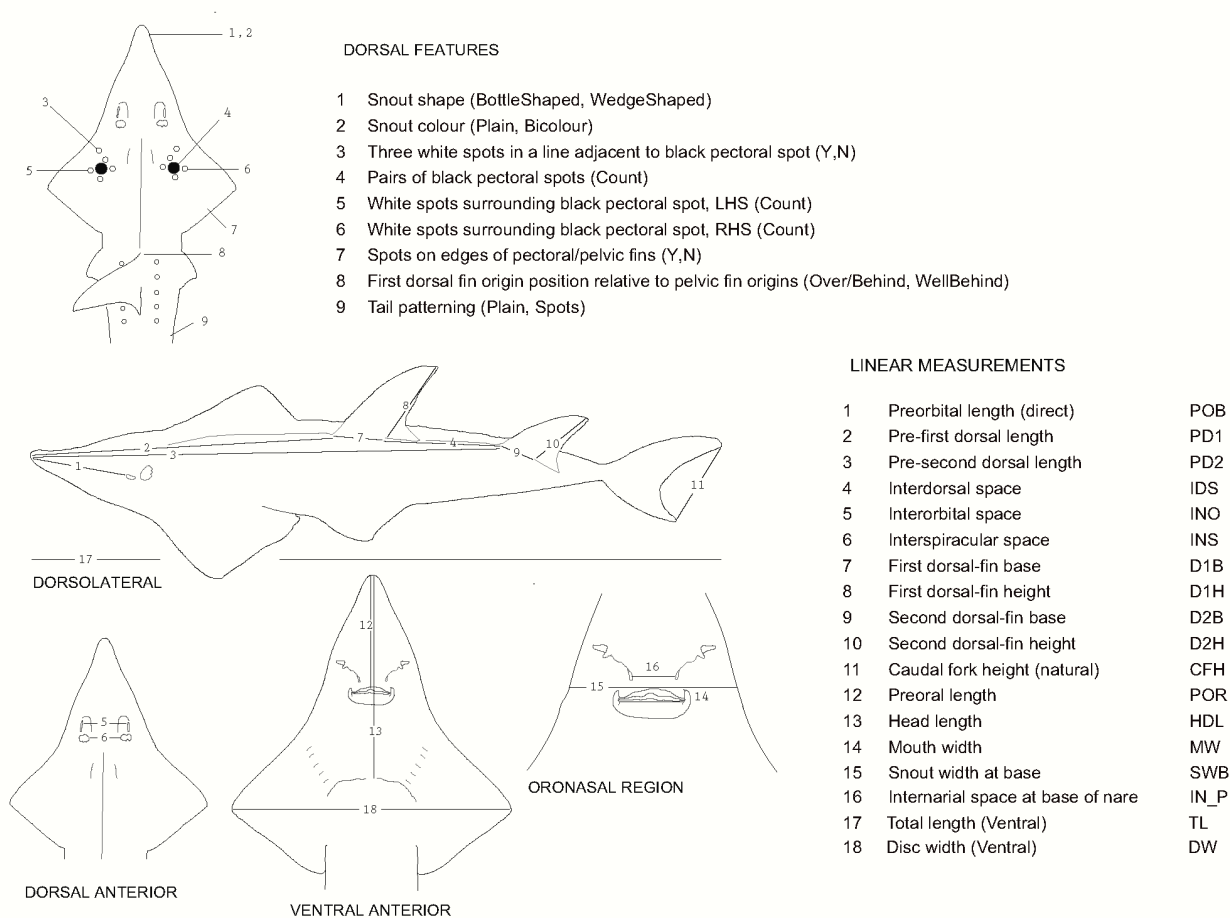 1,2
3
4
5
6
7
8
9
DORSAL FEATURES
1 Snout shape (BottleShaped, WedgeShaped)
2 Snout colour (Plain, Bicolour)
3 Three white spots in a line adjacent to black pectoral spot (Y,N)
4 Pairs of black pectoral spots (Count)
5 White spots surrounding black pectoral spot, LHS (Count)
6 White spots surrounding black pectoral spot, RHS (Count)
7 Spots on edges of pectoral/pelvic fins (Y,N)
8 First dorsal fin origin position relative to pelvic fin origins (Over/Behind, WellBehind)
9 Tail patterning (Plain, Spots)
8
2
7
4
10
3
9
1
11
17
DORSOLATERAL
5
6
DORSAL ANTERIOR
12
13
18
VENTRAL ANTERIOR
16
15
14
ORONASAL REGION
LINEAR MEASUREMENTS
1 Preorbital length (direct) POB
2 Pre-first dorsal length PD1
3 Pre-second dorsal length PD2
4 Interdorsal space IDS
5 Interorbital space INO
6 Interspiracular space INS
7 First dorsal-fin base D1B
8 First dorsal-fin height D1H
9 Second dorsal-fin base D2B
10 Second dorsal-fin height D2H
11 Caudal fork height (natural) CFH
12 Preoral length POR
13 Head length HDL
14 Mouth width MW
15 Snout width at base SWB
16 Internarial space at base of nare IN_P
17 Total length (Ventral) TL
18 Disc width (Ventral) DW